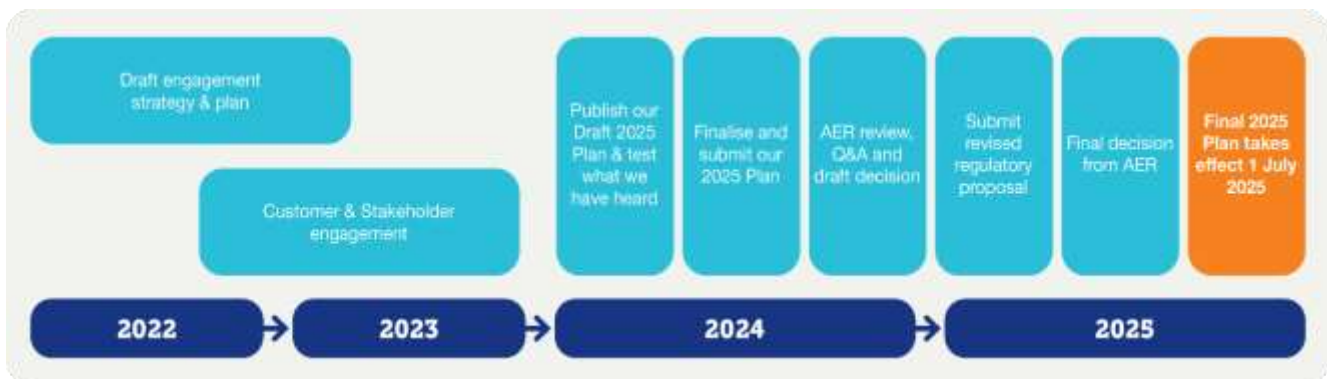 Draft engagement
strategy & plan
Customer & Stakeholder
engagement
Publish our
Draft 2025
Plan & test
what we
have heard
Finalise and
submit our
2025 Plan
AER review,
Q&A and
draft decision
Submit
revised
regulatory
proposal
Final decision
from AER
Final 2025
Plan takes
effect 1 July
2025
2022
2023
2024
2025